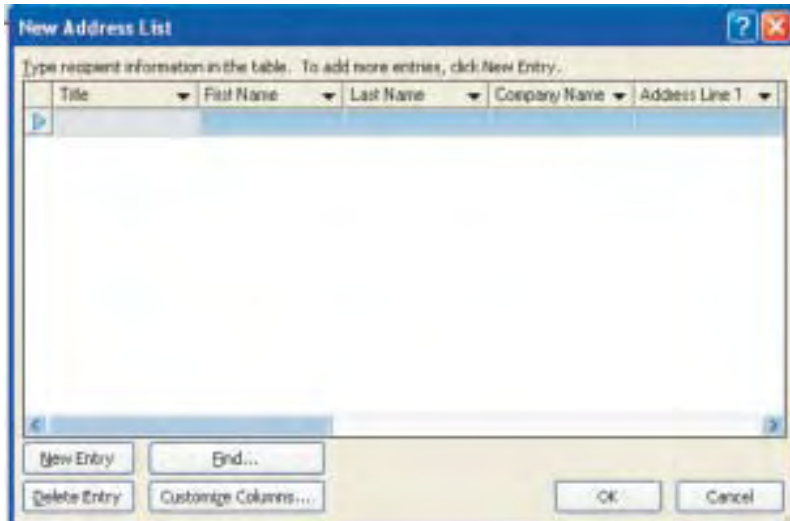 New Address List
Type recipient information in the table. To add more entries, click New Entry.
Title First Name Last Name Company Name Address Line 1
New Entry Find...
Delete Entry Customize Columns.... OK Cancel